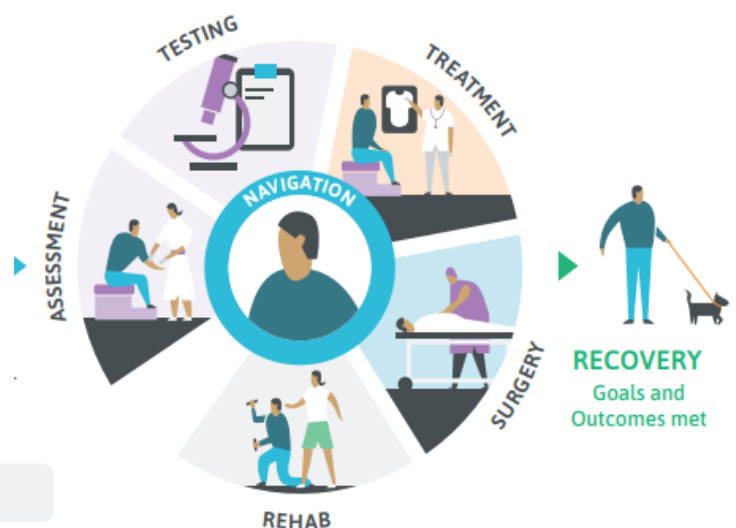 TESTING
TREATMENT
NAVIGATION
ASSESSMENT
SURGERY
REHAB
RECOVERY
Goals and
Outcomes met